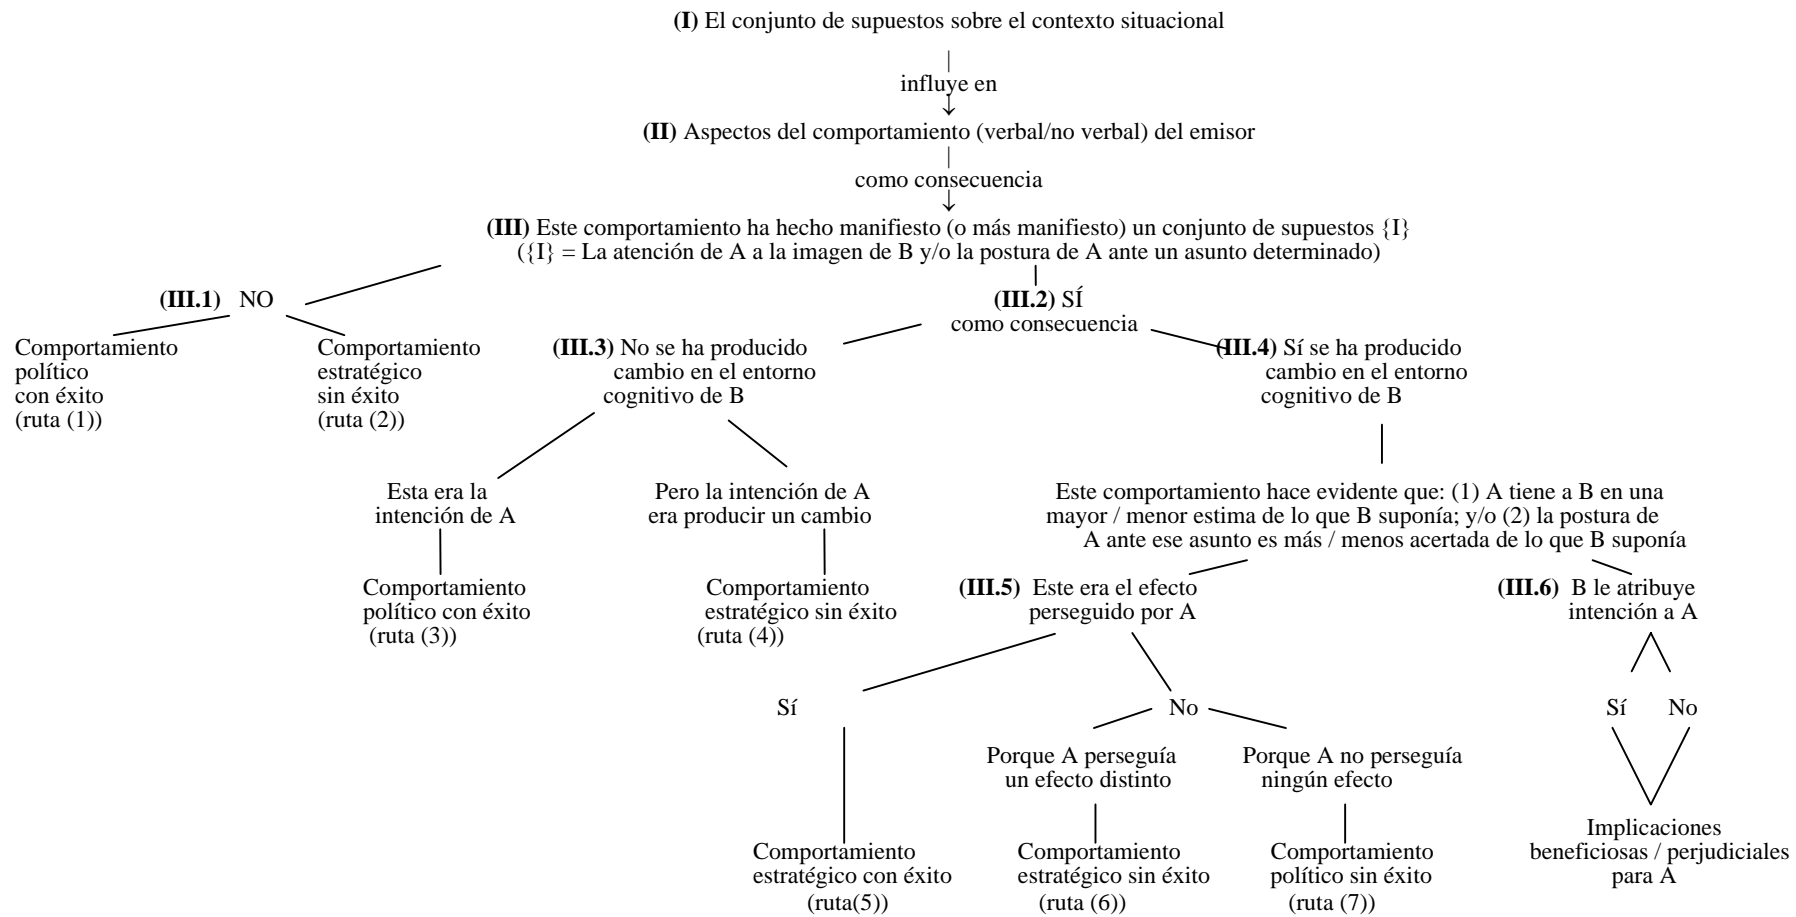 (I) El conjunto de supuestos sobre el contexto situacional
influye en
(II) Aspectos del comportamiento (verbal/no verbal) del emisor
como consecuencia
(III) Este comportamiento ha hecho manifiesto (o más manifiesto) un conjunto de supuestos {I}
({I} = La atención de A a la imagen de B y/o la postura de A ante un asunto determinado)
(III.1) NO
Comportamiento
político
con éxito
(ruta (1))
Comportamiento
estratégico
sin éxito
(ruta (2))
(III.2) SÍ
como consecuencia
(III.3) No se ha producido
cambio en el entorno
cognitivo de B
(III.4) Sí se ha producido
cambio en el entorno
cognitivo de B
Esta era la
intención de A
Pero la intención de A
era producir un cambio
Comportamiento
político con éxito
(ruta (3))
Comportamiento
estratégico sin éxito
(ruta (4))
Este comportamiento hace evidente que: (1) A tiene a B en una
mayor / menor estima de lo que B suponía; y/o (2) la postura de
A ante ese asunto es más / menos acertada de lo que B suponía
(III.5) Este era el efecto
perseguido por A
(III.6) B le atribuye
intención a A
Sí
No
Sí
No
Porque A perseguía
un efecto distinto
Porque A no perseguía
ningún efecto
Comportamiento
estratégico con éxito
(ruta(5))
Comportamiento
estratégico sin éxito
(ruta (6))
Comportamiento
político sin éxito
(ruta (7))
Implicaciones
beneficiosas / perjudiciales
para A